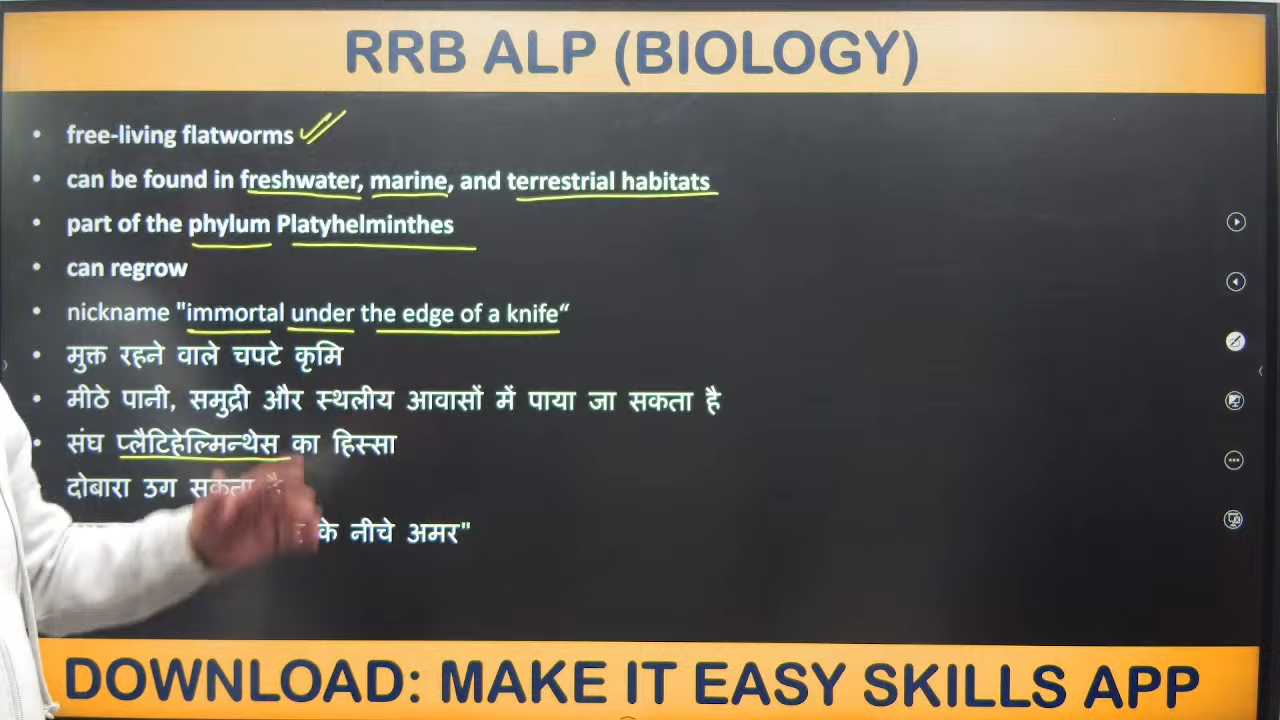 RRB ALP (BIOLOGY)
• free-living flatworms
• can be found in freshwater, marine, and terrestrial habitats
• part of the phylum Platyhelminthes
• can regrow
• nickname "immortal under the edge of a knife“
• मुक्त रहने वाले चपटे कृमि
• मीठे पानी, समुद्री और स्थलीय आवासों में पाया जा सकता है
• संघ प्लैटिहेल्मिन्थेस का हिस्सा
दोबारा उग सकता
के नीचे अमर"
DOWNLOAD: MAKE IT EASY SKILLS APP